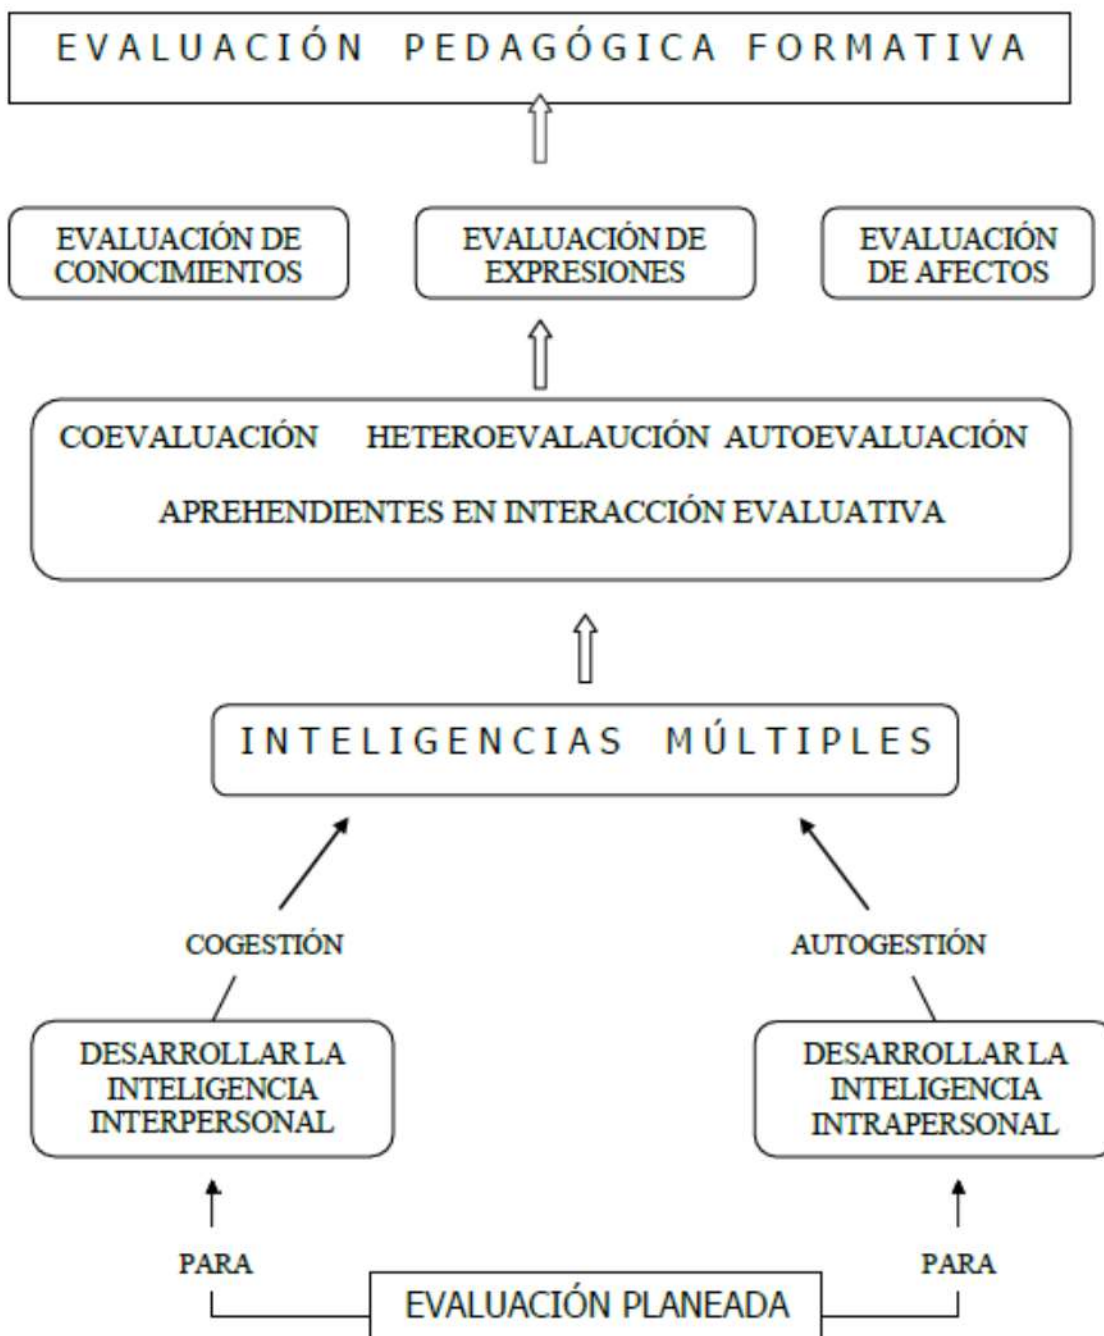 EVALUACIÓN PEDAGÓGICA FORMATIVA
EVALUACIÓN DE
CONOCIMIENTOS
EVALUACIÓN DE
EXPRESIONES
EVALUACIÓN
DE AFECTOS
COEVALUACIÓN HETEROEVALAUCIÓN AUTOEVALUACIÓN
APREHENDIENTES EN INTERACCIÓN EVALUATIVA
INTELIGENCIAS MÚLTIPLES
COGESTIÓN
AUTOGESTIÓN
DESARROLLAR LA
INTELIGENCIA
INTERPERSONAL
DESARROLLAR LA
INTELIGENCIA
INTRAPERSONAL
PARA
PARA
EVALUACIÓN PLANEADA